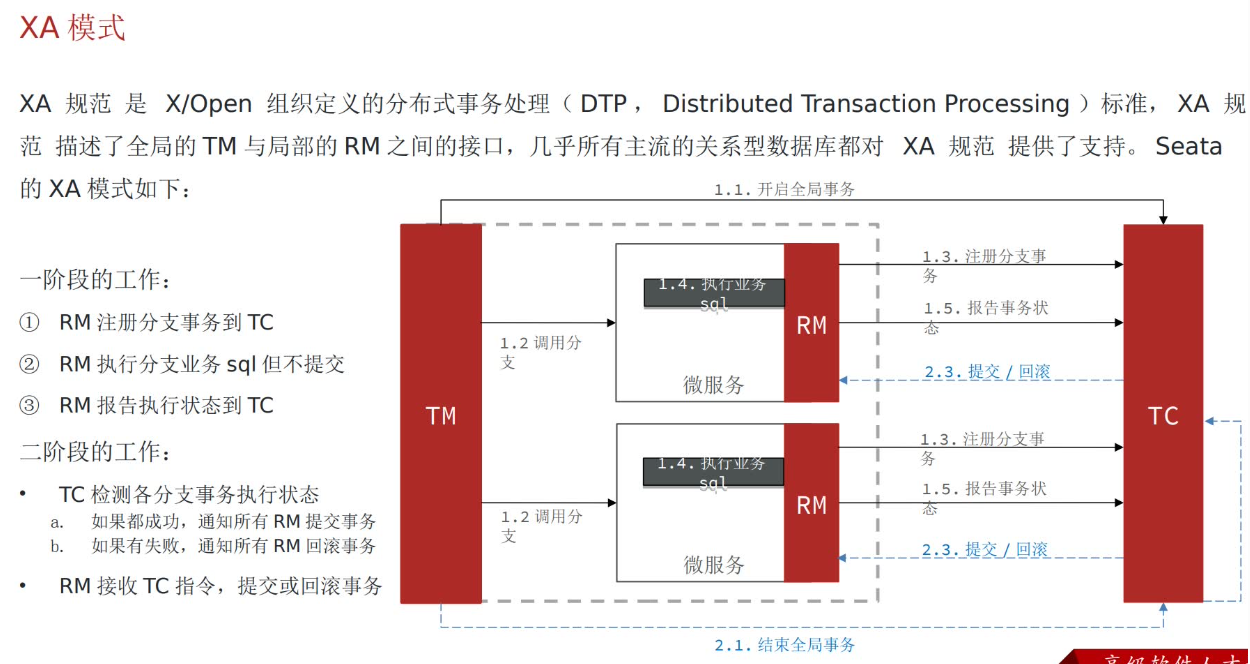 XA 模式
XA 规范 是 X/Open 组织定义的分布式事务处理（ DTP ， Distributed Transaction Processing ）标准， XA 规
范 描述了全局的 TM 与局部的 RM 之间的接口，几乎所有主流的关系型数据库都对 XA 规范 提供了支持。 Seata
的 XA 模式如下：
一阶段的工作：
① RM 注册分支事务到 TC
② RM 执行分支业务 sql 但不提交
③ RM 报告执行状态到 TC
二阶段的工作：
• TC 检测各分支事务执行状态
a. 如果都成功，通知所有 RM 提交事务
b. 如果有失败，通知所有 RM 回滚事务
• RM 接收 TC 指令，提交或回滚事务
1.1. 开启全局事务
TM
1.2 调用分
支
1.4. 执行业务
sql
微服务
RM
1.3. 注册分支事
务
1.5. 报告事务状
态
2.3. 提交 / 回滚
1.2 调用分
支
1.4. 执行业务
sql
微服务
RM
1.3. 注册分支事
务
1.5. 报告事务状
态
2.3. 提交 / 回滚
TC
2.1. 结束全局事务
高级软件人才